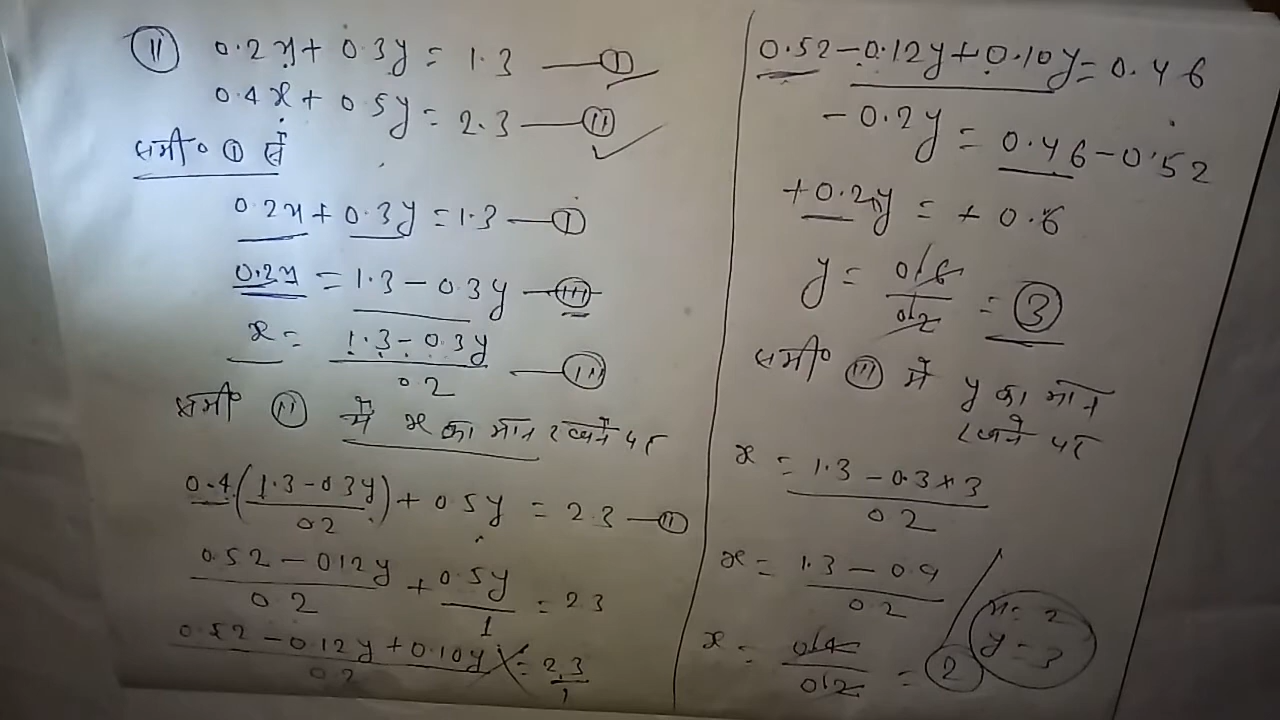 (II) 0.2x + 0.3y = 1.3 — (I)
0.4x + 0.5y = 2.3 — (II)
समी० (I) से
0.2x + 0.3y = 1.3 — (I)
0.2x = 1.3 - 0.3y — (III)
x = 1.3 - 0.3y / 0.2 — (III)
समी० (II) में x का मान रखने पर
0.4(1.3 - 0.3y / 0.2) + 0.5y = 2.3 — (II)
0.52 - 0.12y / 0.2 + 0.5y / 1 = 2.3
0.52 - 0.12y + 0.10y / 0.2 = 2.3 / 1
0.52 - 0.12y + 0.10y = 0.46
- 0.2y = 0.46 - 0.52
+ 0.2y = + 0.6
y = 0.6 / 0.2 = (3)
समी० (III) में y का मान
रखने पर
x = 1.3 - 0.3 × 3 / 0.2
x = 1.3 - 0.9 / 0.2
x = 0.4 / 0.2 = (2)
x = 2
y = 3